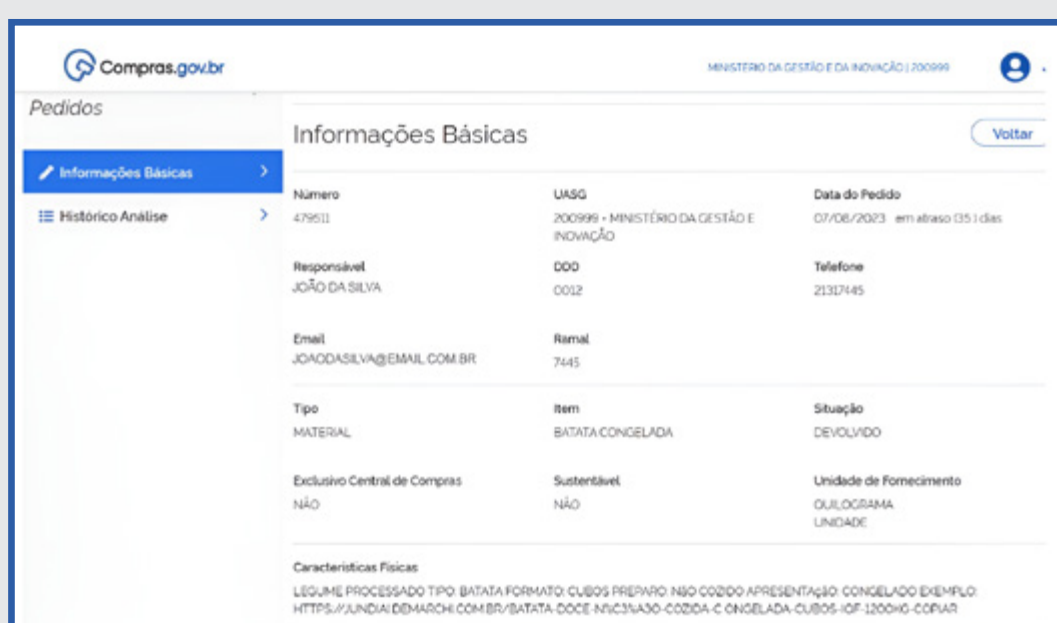 Compras.gov.br
MINISTÉRIO DA GESTÃO E DA INOVAÇÃO | 200999
Pedidos
Informações Básicas
Voltar
Informações Básicas
Histórico Análise
Número
UASG
Data do Pedido
479511
200999 - MINISTÉRIO DA GESTÃO E
INOVAÇÃO
07/08/2023 em atraso (35 ) dias
Responsável
DDD
Telefone
JOÃO DA SILVA
0012
21317445
Email
Ramal
JOAODASILVA@EMAIL.COM.BR
7445
Tipo
Item
Situação
MATERIAL
BATATA CONGELADA
DEVOLVIDO
Exclusivo Central de Compras
Sustentável
Unidade de Fornecimento
NÃO
NÃO
QUILOGRAMA
UNIDADE
Características Físicas
LEGUME PROCESSADO TIPO: BATATA FORMATO: CUBOS PREPARO: NãO COZIDO APRESENTAçãO: CONGELADO EXEMPLO:
HTTPS://JUNDIAI.DEMARCHI.COM.BR/BATATA-DOCE-N%C3%A3O-COZIDA-C ONGELADA-CUBOS-IQF-1200KG-COPIAR